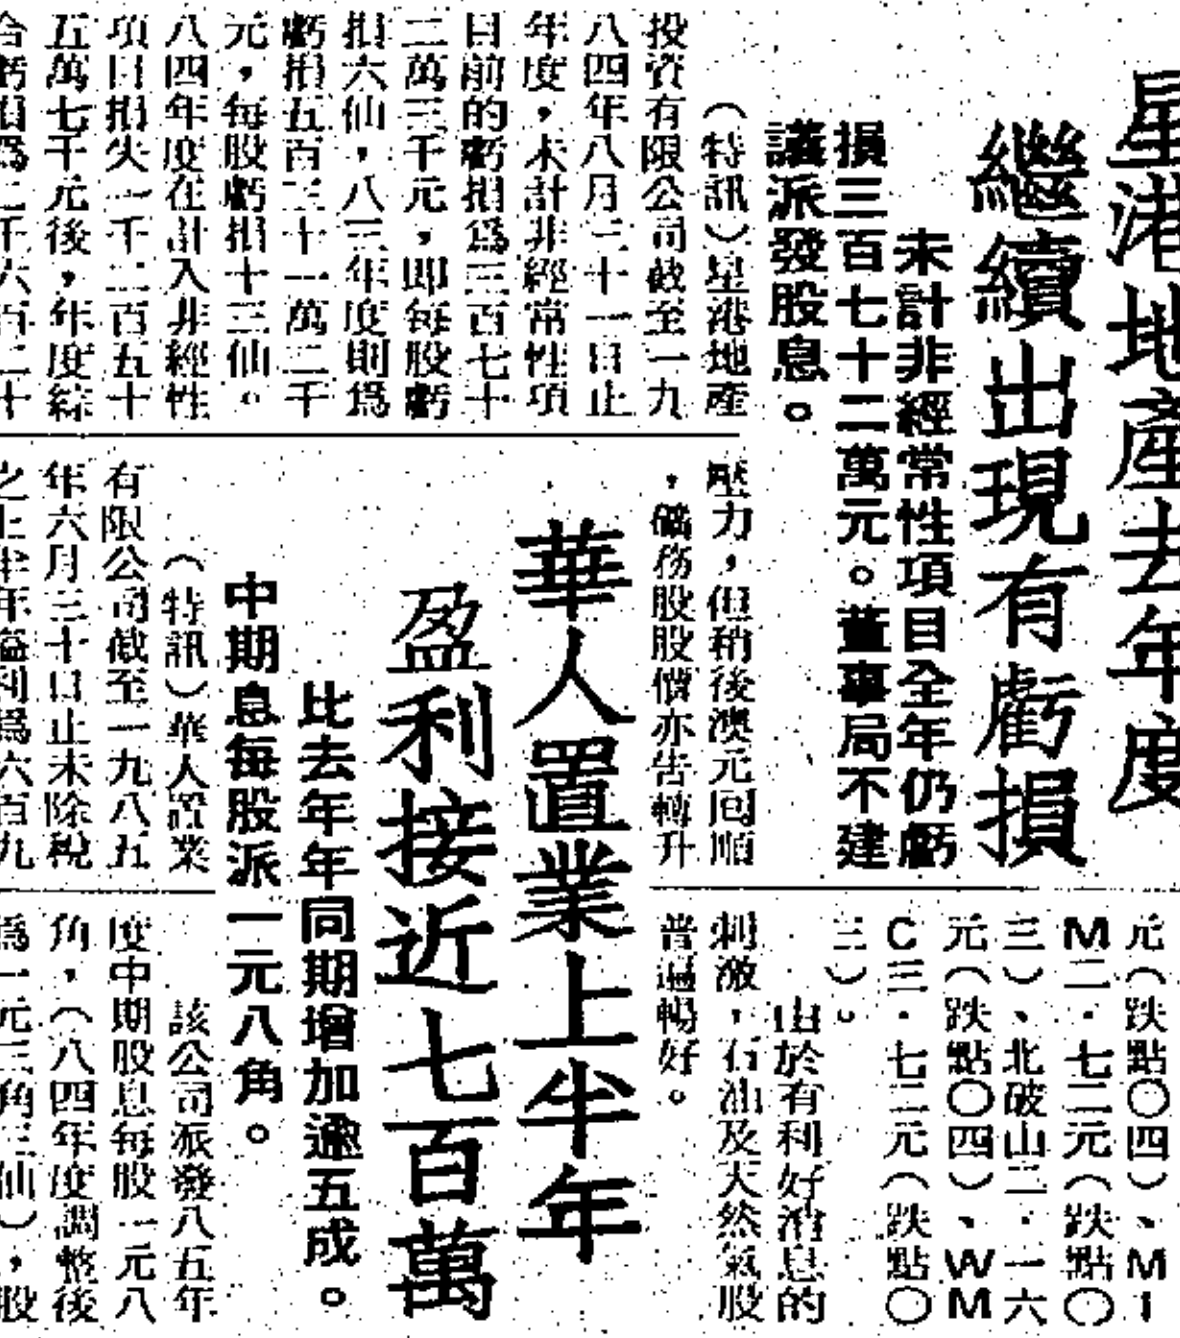 星港地產去年度
繼續出現有虧損
未計非經常性項目全年仍虧
損三百七十二萬元。董事局不建
議派發股息。
（特訊）星港地產
投資有限公司截至一九
八四年八月三十一日止
年度，未計非經常性項
目前的虧損爲三百七十
二萬三千元，即每股虧
損六仙，八三年度則爲
虧損五百三十一萬二千
元，每股虧損十三仙。
八四年度在計入非經性
項目損失一千二百五十
五萬七千元後，年度綜
合虧損爲一千六百二十
壓力，但稍後澳元回順
，礦務股股價亦告轉升
華人置業上半年
盈利接近七百萬
比去年年同期增加逾五成。
中期息每股派一元八角。
（特訊）華人置業
有限公司截至一九八五
年六月三十日止未除稅
之上半年溢利爲六百九
元（跌點〇四）、MI
M二．七二元（跌點〇
三）、北破山二．一六
元（跌點〇四）、WM
C三．七二元（跌點〇
三）。
由於有利好消息的
刺激，石油及天然氣股
普遍暢好。
該公司派發八五年
度中期股息每股一元八
角，（八四年度調整後
爲一元三角三仙），股